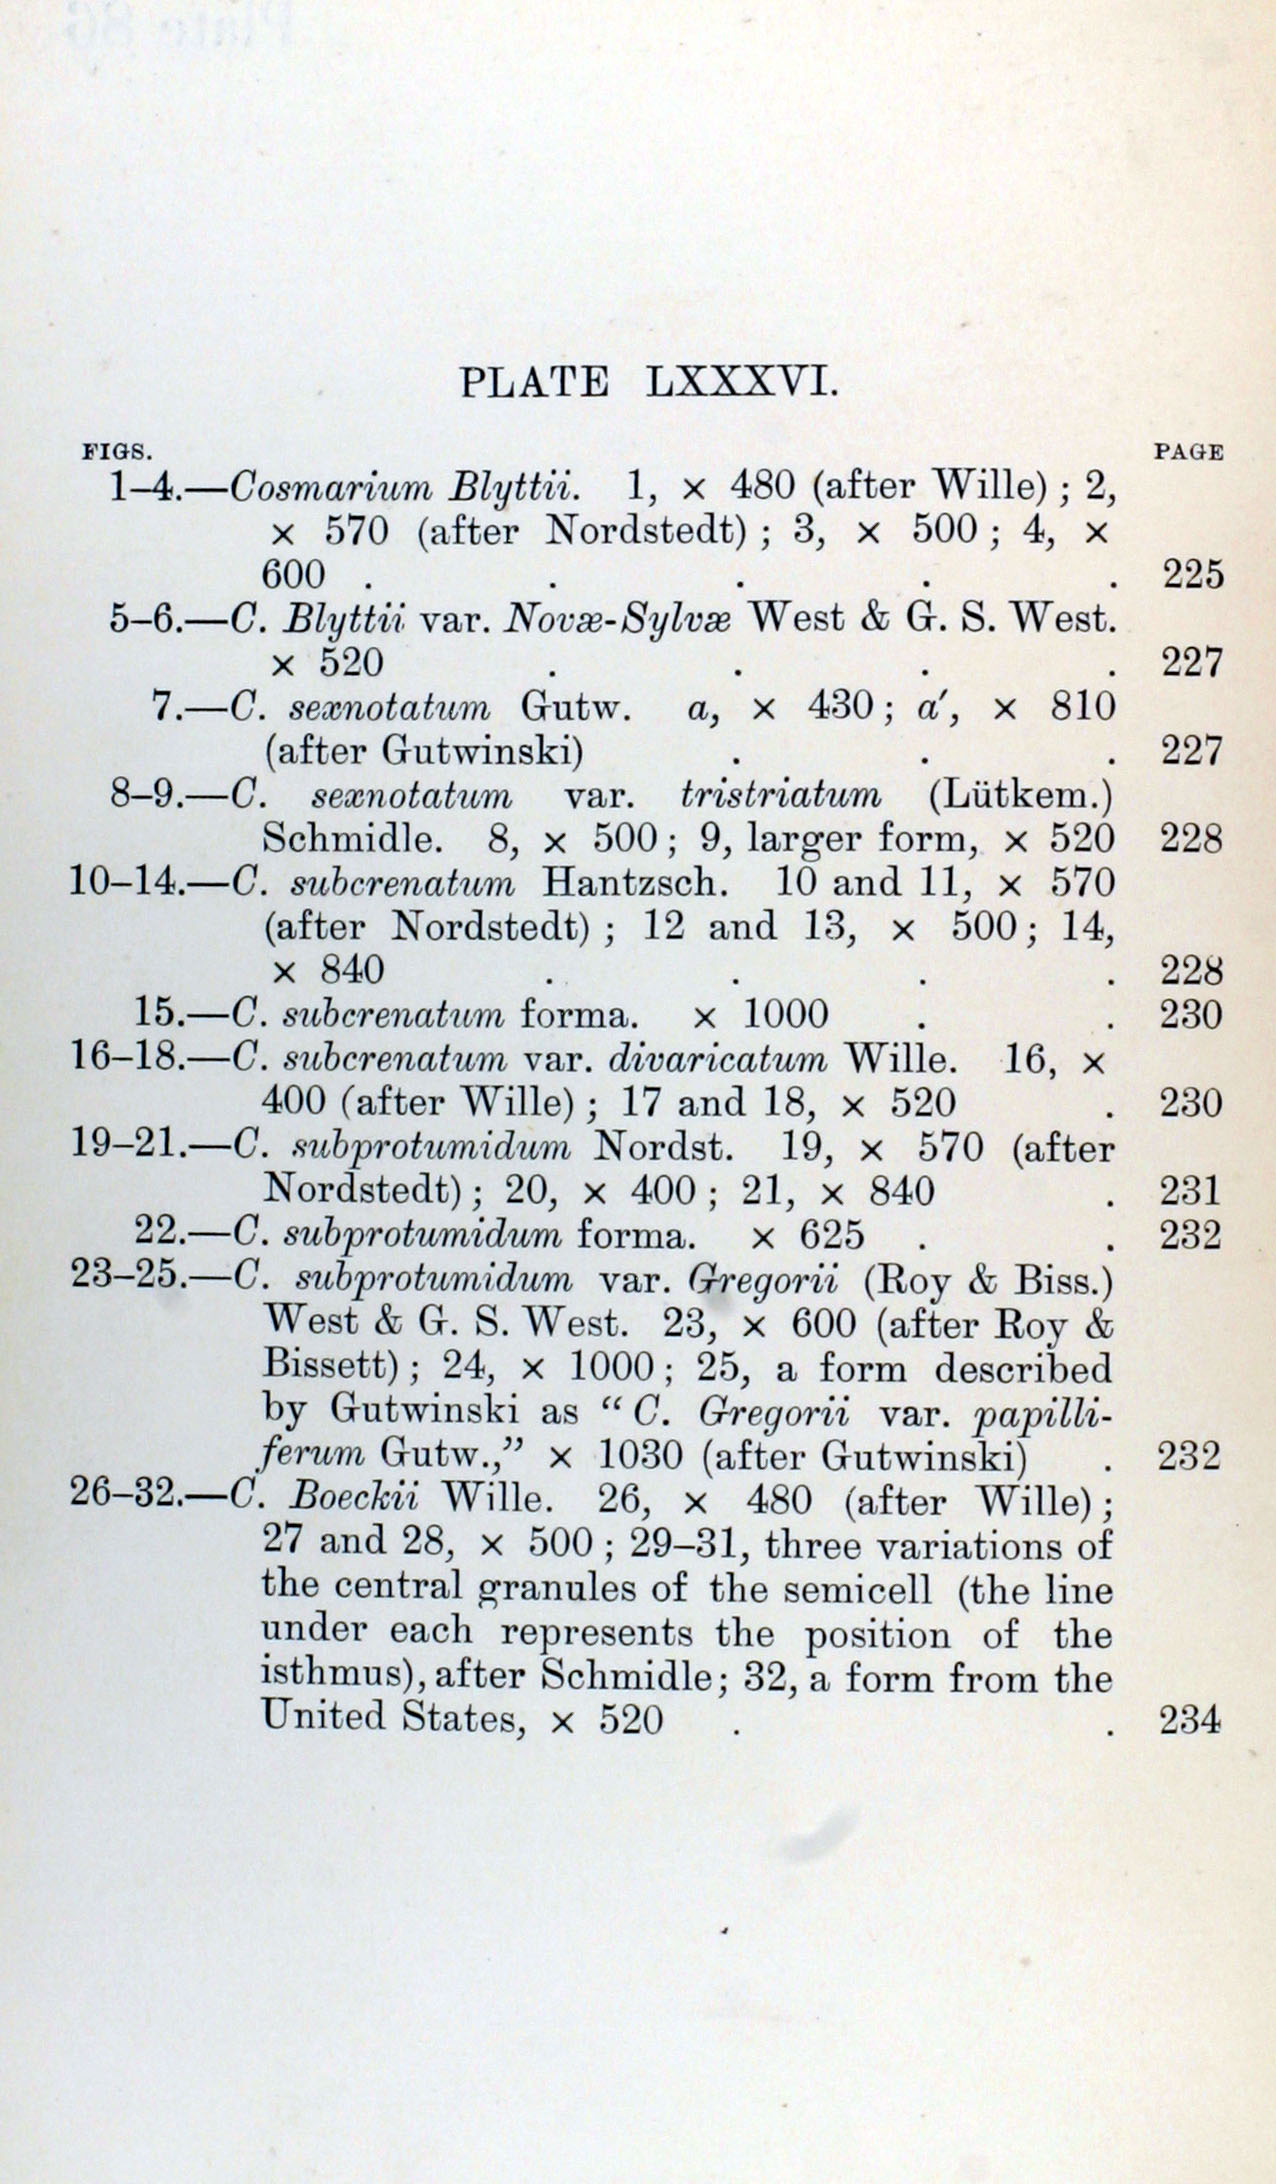 PLATE LXXXVI.
FIGS. PAGE
1–4.—Cosmarium Blyttii. 1, × 480 (after Wille) ; 2,
× 570 (after Nordstedt) ; 3, × 500 ; 4, ×
600 . . . . . 225
5–6.—C. Blyttii var. Novæ-Sylvæ West & G. S. West.
× 520 . . . . 227
7.—C. sexnotatum Gutw. a, × 430 ; a′, × 810
(after Gutwinski) . . . 227
8–9.—C. sexnotatum var. tristriatum (Lütkem.)
Schmidle. 8, × 500 ; 9, larger form, × 520 228
10–14.—C. subcrenatum Hantzsch. 10 and 11, × 570
(after Nordstedt) ; 12 and 13, × 500 ; 14,
× 840 . . . . 228
15.—C. subcrenatum forma. × 1000 . . 230
16–18.—C. subcrenatum var. divaricatum Wille. 16, ×
400 (after Wille) ; 17 and 18, × 520 . 230
19–21.—C. subprotumidum Nordst. 19, × 570 (after
Nordstedt) ; 20, × 400 ; 21, × 840 . 231
22.—C. subprotumidum forma. × 625 . . 232
23–25.—C. subprotumidum var. Gregorii (Roy & Biss.)
West & G. S. West. 23, × 600 (after Roy &
Bissett) ; 24, × 1000 ; 25, a form described
by Gutwinski as “ C. Gregorii var. papilli-
ferum Gutw.,” × 1030 (after Gutwinski) . 232
26–32.—C. Boeckii Wille. 26, × 480 (after Wille) ;
27 and 28, × 500 ; 29–31, three variations of
the central granules of the semicell (the line
under each represents the position of the
isthmus), after Schmidle ; 32, a form from the
United States, × 520 . . 234